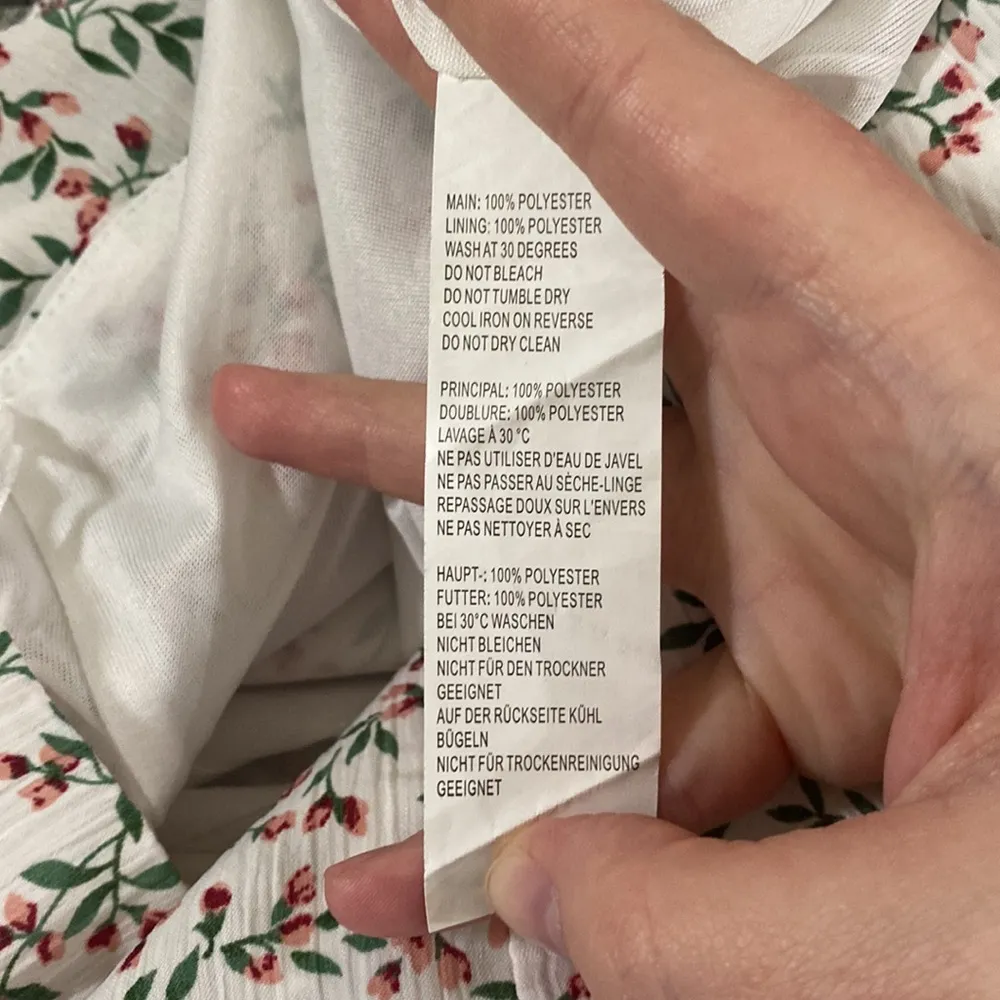 MAIN: 100% POLYESTER
LINING: 100% POLYESTER
WASH AT 30 DEGREES
DO NOT BLEACH
DO NOT TUMBLE DRY
COOL IRON ON REVERSE
DO NOT DRY CLEAN
PRINCIPAL: 100% POLYESTER
DOUBLURE: 100% POLYESTER
LAVAGE À 30 °C
NE PAS UTILISER D'EAU DE JAVEL
NE PAS PASSER AU SÈCHE-LINGE
REPASSAGE DOUX SUR L'ENVERS
NE PAS NETTOYER À SEC
HAUPT-: 100% POLYESTER
FUTTER: 100% POLYESTER
BEI 30°C WASCHEN
NICHT BLEICHEN
NICHT FÜR DEN TROCKNER
GEEIGNET
AUF DER RÜCKSEITE KÜHL
BÜGELN
NICHT FÜR TROCKENREINIGUNG
GEEIGNET